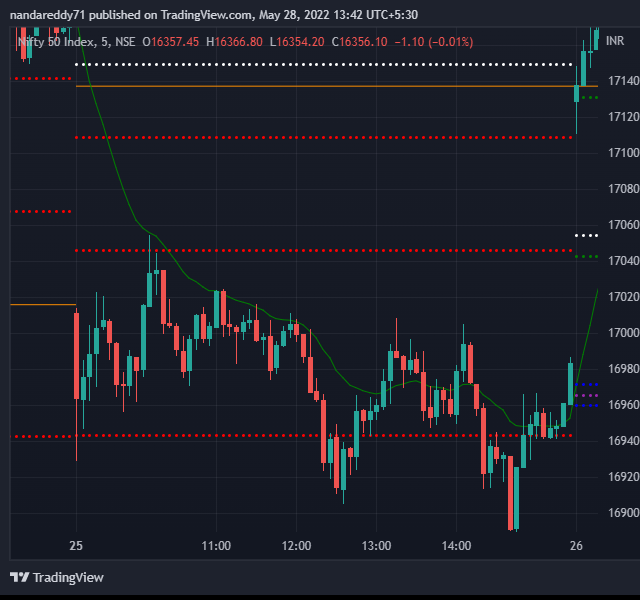 nandareddy71 published on TradingView.com, May 28, 2022 13:42 UTC+5:30
Nifty 50 Index, 5, NSE O16357.45 H16366.80 L16354.20 C16356.10 −1.10 (−0.01%)
INR
17140
17120
17100
17080
17060
17040
17020
17000
16980
16960
16940
16920
16900
25 11:00 12:00 13:00 14:00 26
TradingView